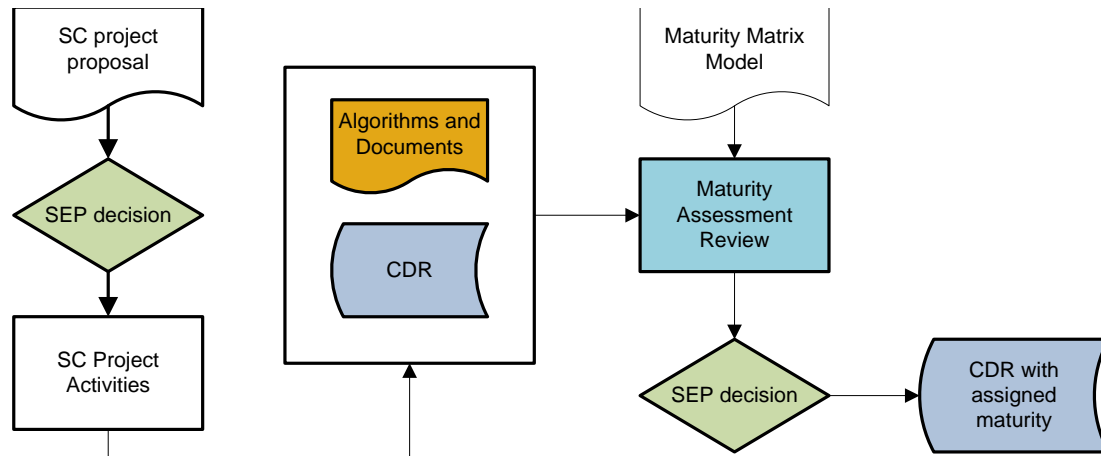 SC project
proposal
SEP decision
SC Project
Activities
Algorithms and
Documents
CDR
Maturity Matrix
Model
Maturity
Assessment
Review
SEP decision
CDR with
assigned
maturity